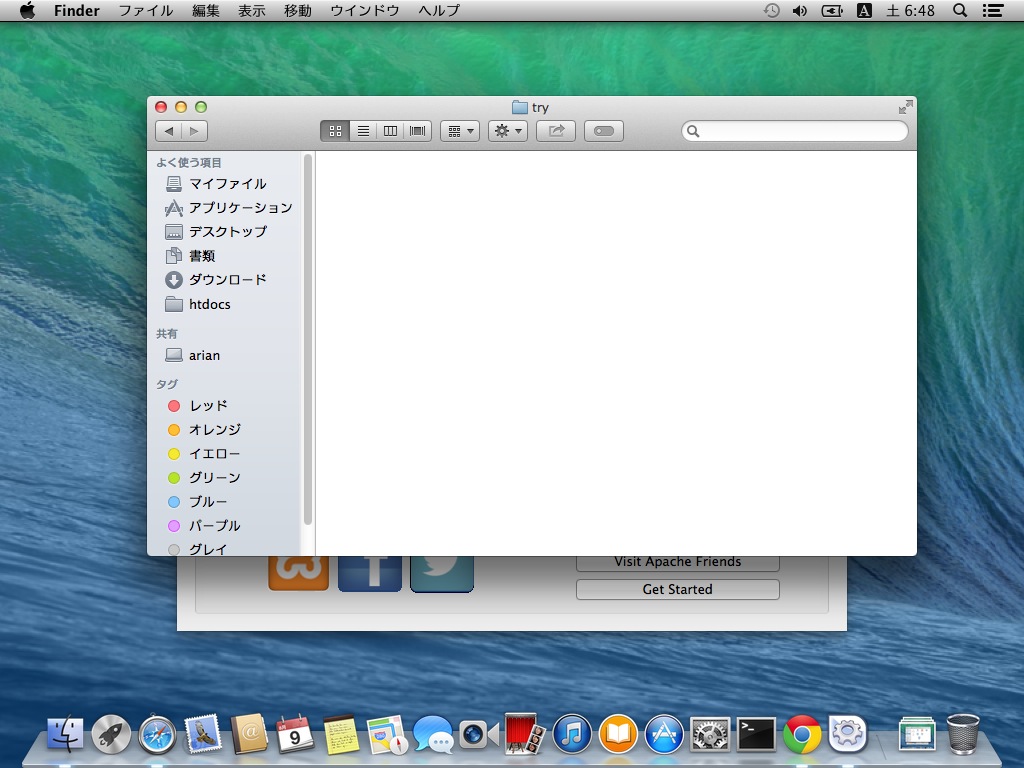 Finder ファイル 編集 表示 移動 ウインドウ ヘルプ A 土 6:48
try
よく使う項目
マイファイル
アプリケーション
デスクトップ
書類
ダウンロード
htdocs
共有
arian
タグ
レッド
オレンジ
イエロー
グリーン
ブルー
パープル
グレイ
Visit Apache Friends
Get Started
9